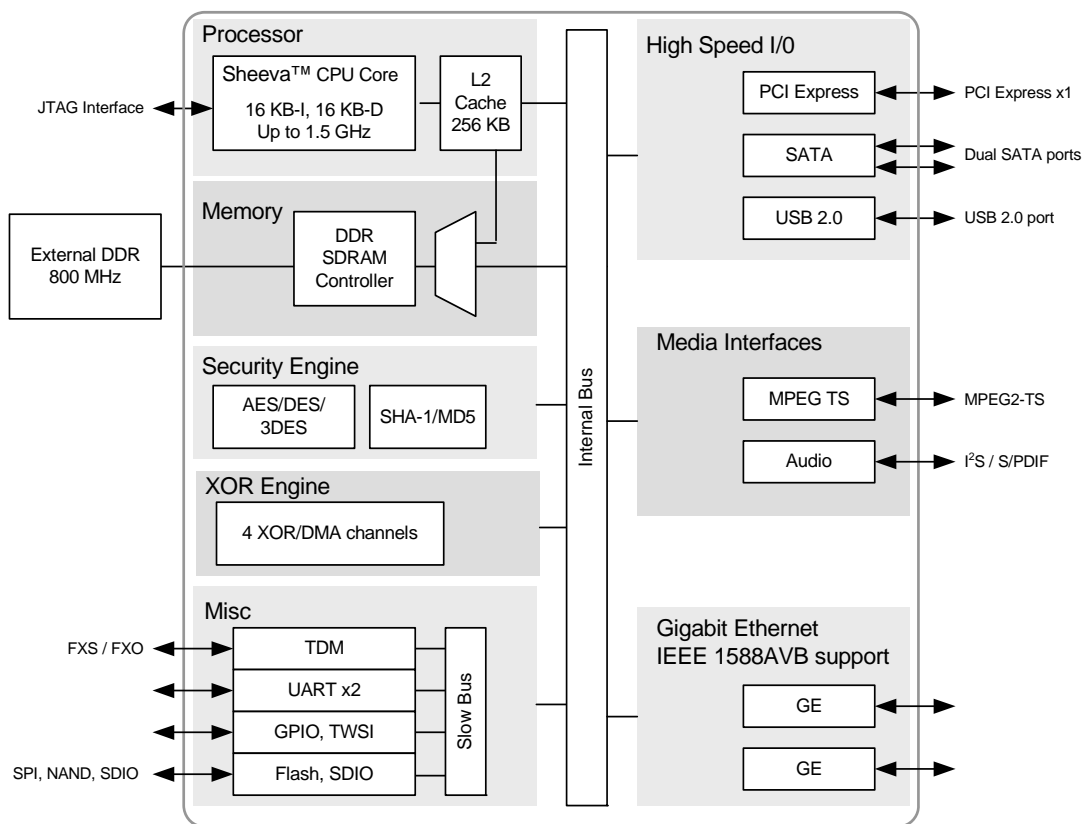 Processor
Sheeva™ CPU Core
16 KB-I, 16 KB-D
Up to 1.5 GHz
L2
Cache
256 KB
JTAG Interface
Memory
External DDR
800 MHz
DDR
SDRAM
Controller
Security Engine
AES/DES/
3DES
SHA-1/MD5
XOR Engine
4 XOR/DMA channels
Misc
FXS / FXO
TDM
UART x2
GPIO, TWSI
SPI, NAND, SDIO
Flash, SDIO
Slow Bus
Internal Bus
High Speed I/0
PCI Express
PCI Express x1
SATA
Dual SATA ports
USB 2.0
USB 2.0 port
Media Interfaces
MPEG TS
MPEG2-TS
Audio
I²S / S/PDIF
Gigabit Ethernet
IEEE 1588AVB support
GE
GE